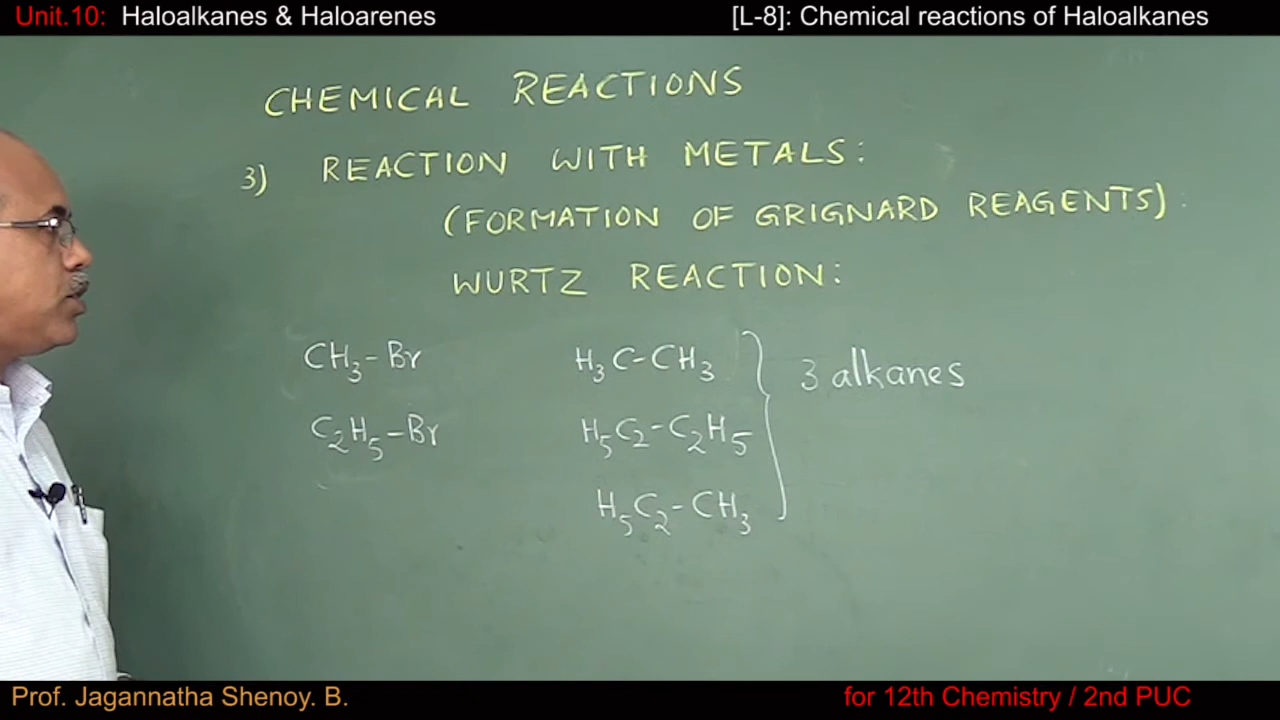 Unit.10: Haloalkanes & Haloarenes [L-8]: Chemical reactions of Haloalkanes
CHEMICAL REACTIONS
3) REACTION WITH METALS:
(FORMATION OF GRIGNARD REAGENTS):
WURTZ REACTION:
CH₃-Br H₃C-CH₃ 3 alkanes
C₂H₅-Br H₅C₂-C₂H₅
H₅C₂-CH₃
Prof. Jagannatha Shenoy. B. for 12th Chemistry / 2nd PUC